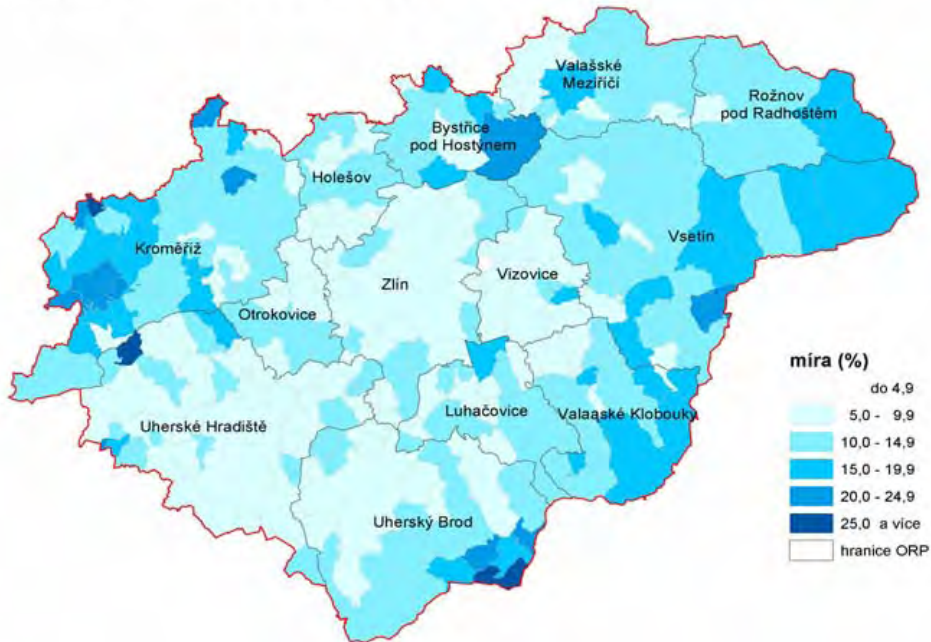 Valašské
Meziříčí
Rožnov
pod Radhoštěm
Bystřice
pod Hostýnem
Holešov
Kroměříž
Vsetín
Vizovice
Zlín
Otrokovice
míra (%)
do 4,9
5,0 - 9,9
10,0 - 14,9
15,0 - 19,9
20,0 - 24,9
25,0 a více
hranice ORP
Luhačovice
Valaąské Klobouky
Uherské Hradiště
Uherský Brod